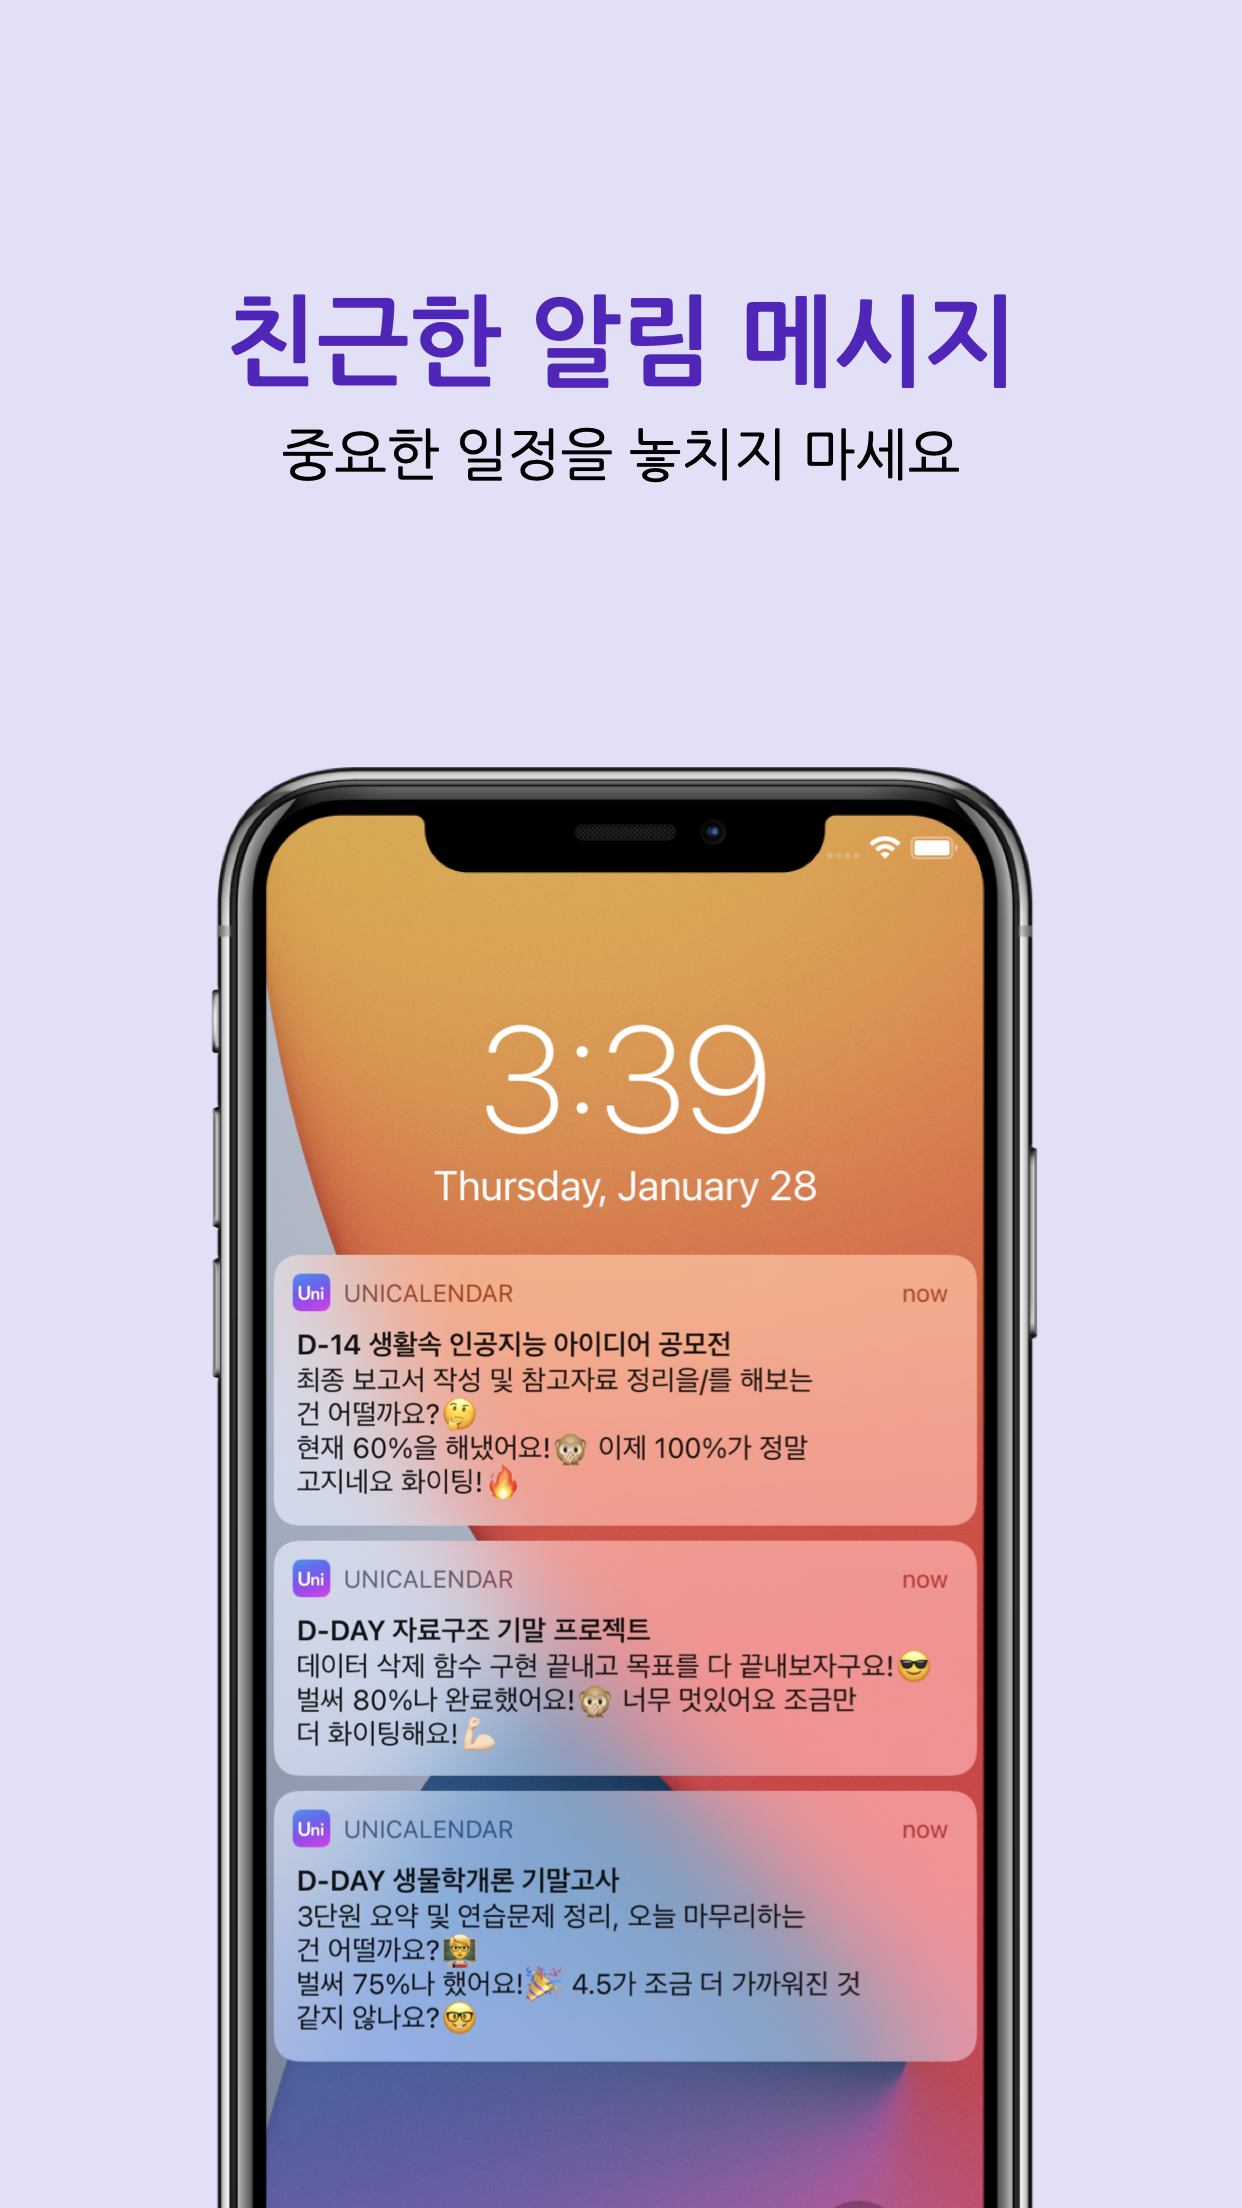 친근한 알림 메시지
중요한 일정을 놓치지 마세요
3:39
Thursday, January 28
Uni UNICALENDAR now
D-14 생활속 인공지능 아이디어 공모전
최종 보고서 작성 및 참고자료 정리을/를 해보는
건 어떨까요?🤔
현재 60%을 해냈어요!🙊 이제 100%가 정말
고지네요 화이팅!🔥
Uni UNICALENDAR now
D-DAY 자료구조 기말 프로젝트
데이터 삭제 함수 구현 끝내고 목표를 다 끝내보자구요!😎
벌써 80%나 완료했어요!🙊 너무 멋있어요 조금만
더 화이팅해요!💪🏻
Uni UNICALENDAR now
D-DAY 생물학개론 기말고사
3단원 요약 및 연습문제 정리, 오늘 마무리하는
건 어떨까요?👨‍🏫
벌써 75%나 했어요!🎉 4.5가 조금 더 가까워진 것
같지 않나요?🤓